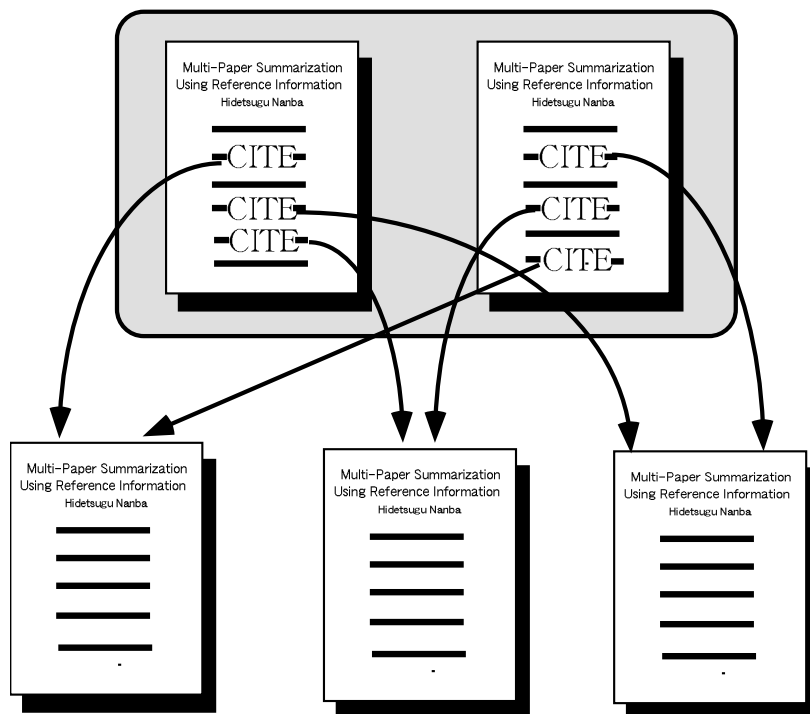 Multi-Paper Summarization
Using Reference Information
Hidetsugu Nanba
CITE
CITE
CITE
Multi-Paper Summarization
Using Reference Information
Hidetsugu Nanba
CITE
CITE
CITE
Multi-Paper Summarization
Using Reference Information
Hidetsugu Nanba
Multi-Paper Summarization
Using Reference Information
Hidetsugu Nanba
Multi-Paper Summarization
Using Reference Information
Hidetsugu Nanba